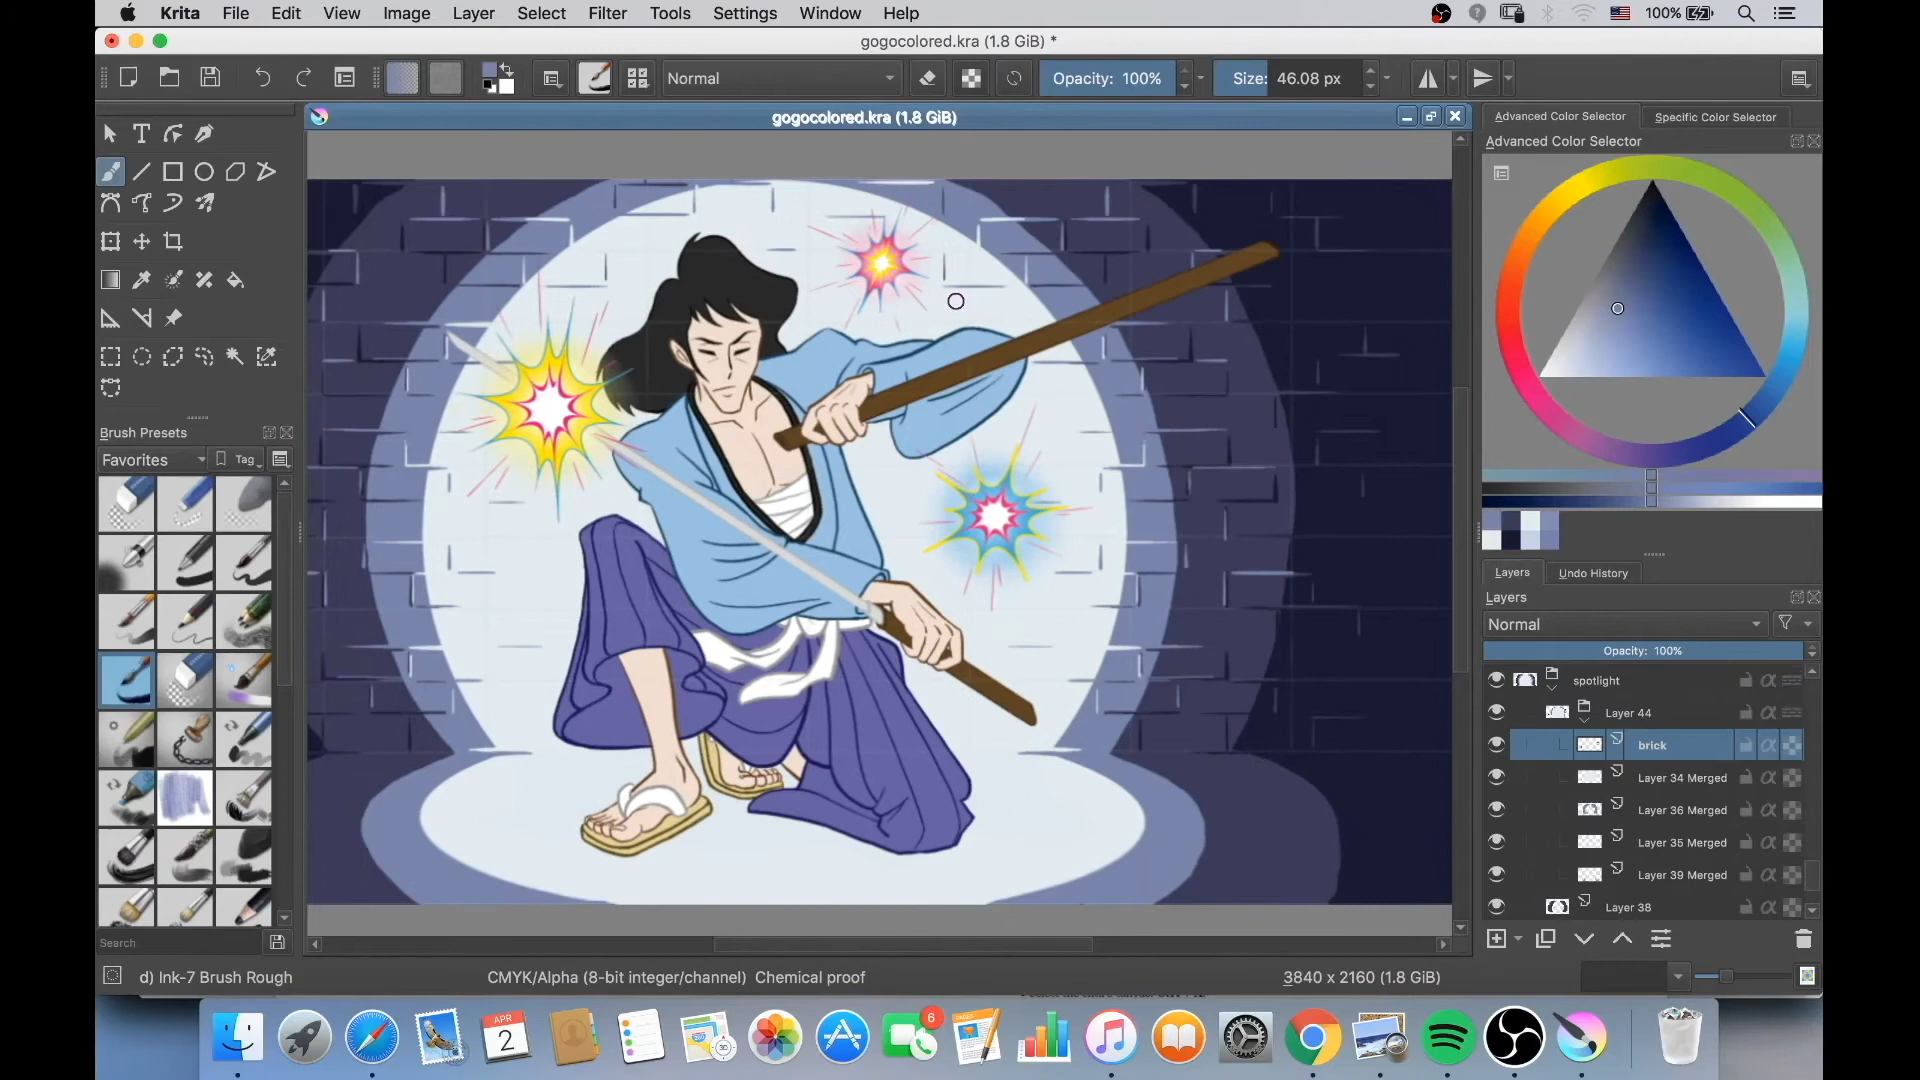 Krita File Edit View Image Layer Select Filter Tools Settings Window Help 100%
gogocolored.kra (1.8 GiB) *
Normal Opacity: 100% Size: 46.08 px
gogocolored.kra (1.8 GiB)
Advanced Color Selector Specific Color Selector
Advanced Color Selector
Brush Presets
Favorites Tag
Layers Undo History
Layers
Normal
Opacity: 100%
spotlight
Layer 44
brick
Layer 34 Merged
Layer 36 Merged
Layer 35 Merged
Layer 39 Merged
Layer 38
Search
d) Ink-7 Brush Rough CMYK/Alpha (8-bit integer/channel) Chemical proof 3840 x 2160 (1.8 GiB)
APR
2
6
PAGES